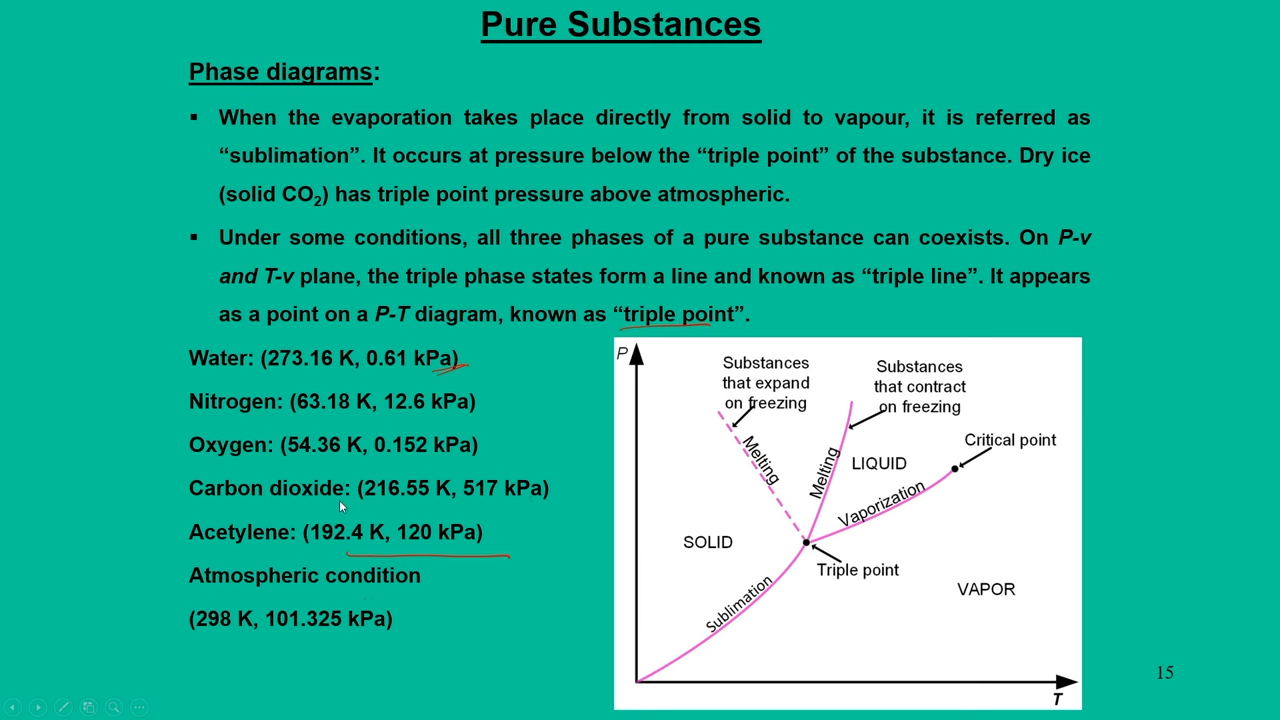 Pure Substances
Phase diagrams:
▪ When the evaporation takes place directly from solid to vapour, it is referred as
“sublimation”. It occurs at pressure below the “triple point” of the substance. Dry ice
(solid CO2) has triple point pressure above atmospheric.
▪ Under some conditions, all three phases of a pure substance can coexists. On P-v
and T-v plane, the triple phase states form a line and known as “triple line”. It appears
as a point on a P-T diagram, known as “triple point”.
Water: (273.16 K, 0.61 kPa)
Nitrogen: (63.18 K, 12.6 kPa)
Oxygen: (54.36 K, 0.152 kPa)
Carbon dioxide: (216.55 K, 517 kPa)
Acetylene: (192.4 K, 120 kPa)
Atmospheric condition
(298 K, 101.325 kPa)
P
Substances
that expand
on freezing
Substances
that contract
on freezing
Critical point
Melting
Melting
LIQUID
Vaporization
SOLID
Triple point
Sublimation
VAPOR
T
15